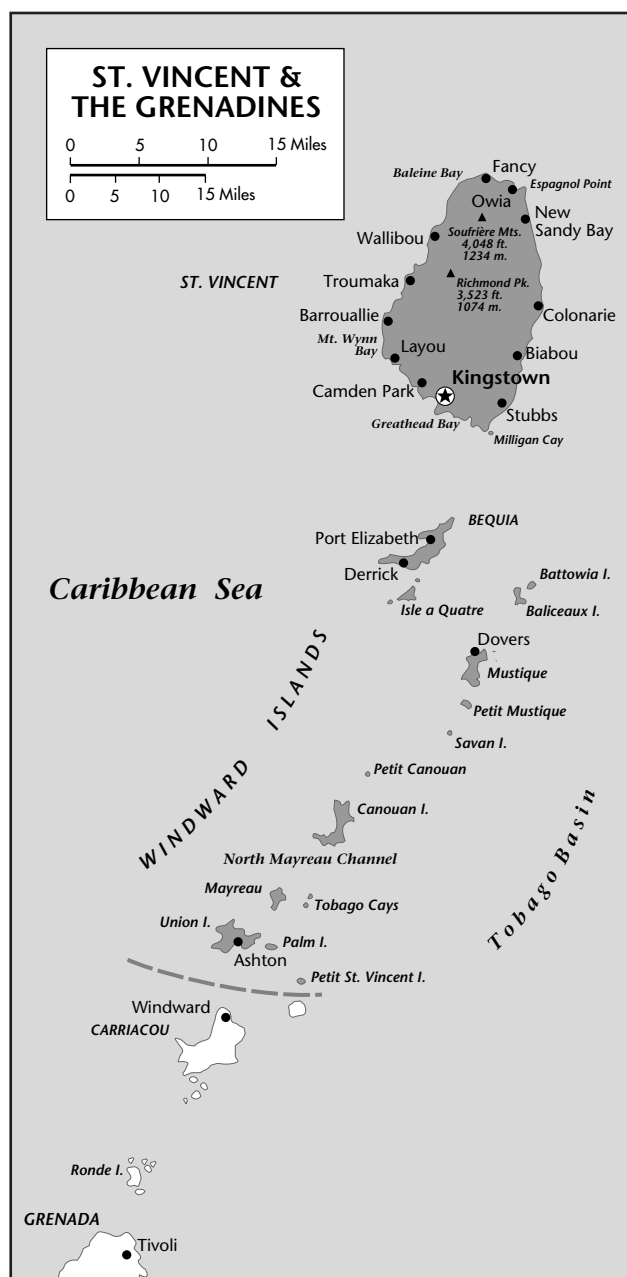 ST. VINCENT &
THE GRENADINES
0 5 10 15 Miles
0 5 10 15 Miles
Baleine Bay
Fancy
Espagnol Point
Owia
New
Sandy Bay
Soufrière Mts.
4,048 ft.
1234 m.
Wallibou
ST. VINCENT
Troumaka
Richmond Pk.
3,523 ft.
1074 m.
Barrouallie
Colonarie
Mt. Wynn
Bay
Layou
Biabou
Camden Park
Kingstown
Stubbs
Greathead Bay
Milligan Cay
BEQUIA
Port Elizabeth
Derrick
Battowia I.
Caribbean Sea
Isle a Quatre
Baliceaux I.
Dovers
Mustique
WINDWARD ISLANDS
Petit Mustique
Savan I.
Petit Canouan
Canouan I.
Tobago Basin
North Mayreau Channel
Mayreau
Tobago Cays
Union I.
Palm I.
Ashton
Petit St. Vincent I.
Windward
CARRIACOU
Ronde I.
GRENADA
Tivoli